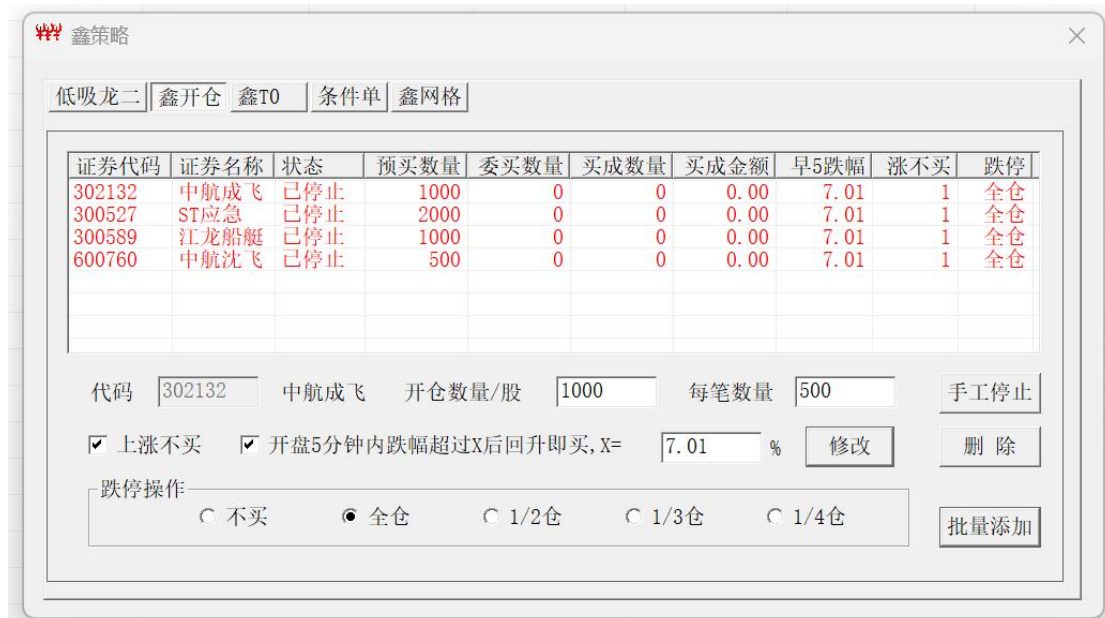 鑫策略
低吸龙二 鑫开仓 鑫T0 条件单 鑫网格
证券代码 证券名称 状态 预买数量 委买数量 买成数量 买成金额 早5跌幅 涨不买 跌停
302132 中航成飞 已停止 1000 0 0 0.00 7.01 1 全仓
300527 ST应急 已停止 2000 0 0 0.00 7.01 1 全仓
300589 江龙船艇 已停止 1000 0 0 0.00 7.01 1 全仓
600760 中航沈飞 已停止 500 0 0 0.00 7.01 1 全仓
代码 302132 中航成飞 开仓数量/股 1000 每笔数量 500 手工停止
上涨不买 开盘5分钟内跌幅超过X后回升即买,X= 7.01 % 修改 删 除
跌停操作
不买 全仓 1/2仓 1/3仓 1/4仓 批量添加